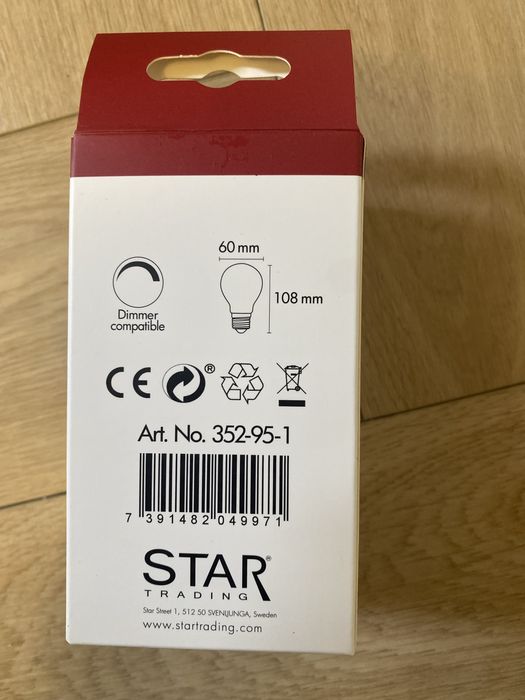 60 mm
108 mm
Dimmer
compatible
CE ®
Art. No. 352-95-1
7 391482 049971
STAR®
TRADING
Star Street 1, 512 50 SVENLJUNGA, Sweden
www.startrading.com